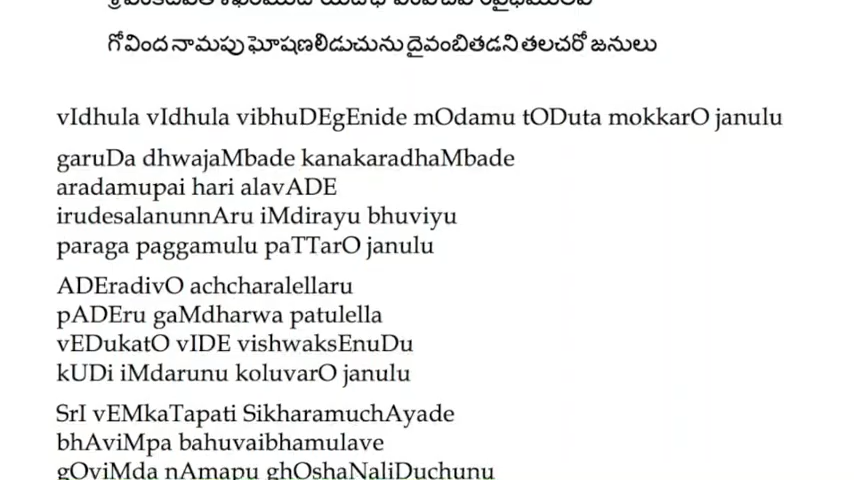 గోవింద నామపు ఘోషణలిడుచును దైవంబితడని తలచరో జనులు
vIdhula vIdhula vibhuDEgEnide mOdamu tODuta mokkarO janulu
garuDa dhwajaMbade kanakaradhaMbade
aradamupai hari alavADE
irudesalanunnAru iMdirayu bhuviyu
paraga paggamulu paTTarO janulu
ADEradivO achcharalellaru
pADEru gaMdharwa patulella
vEDukatO vIDE vishwaksEnuDu
kUDi iMdarunu koluvarO janulu
SrI vEMkaTapati SikharamuchAyade
bhAviMpa bahuvaibhamulave
gOviMda nAmapu ghOshaNaliDuchunu